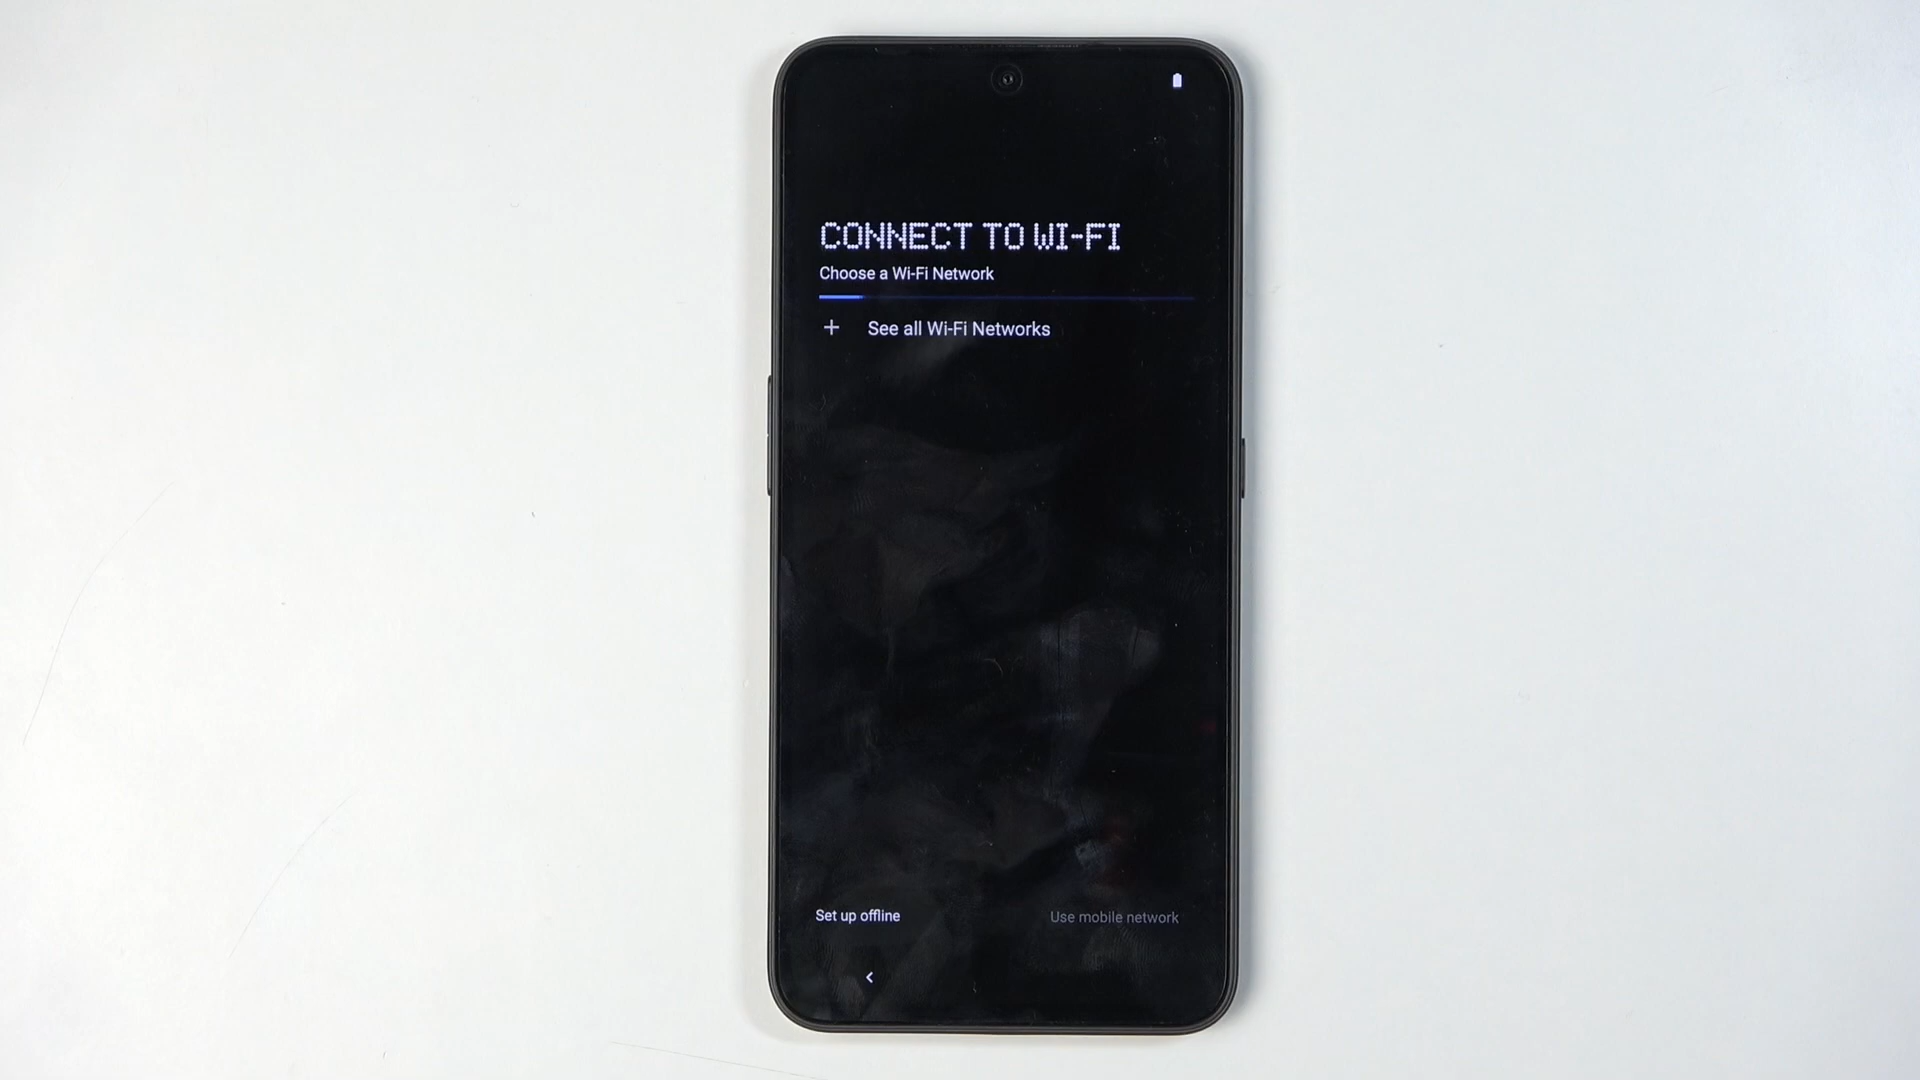 CONNECT TO WI-FI
Choose a Wi-Fi Network
+ See all Wi-Fi Networks
Set up offline
Use mobile network